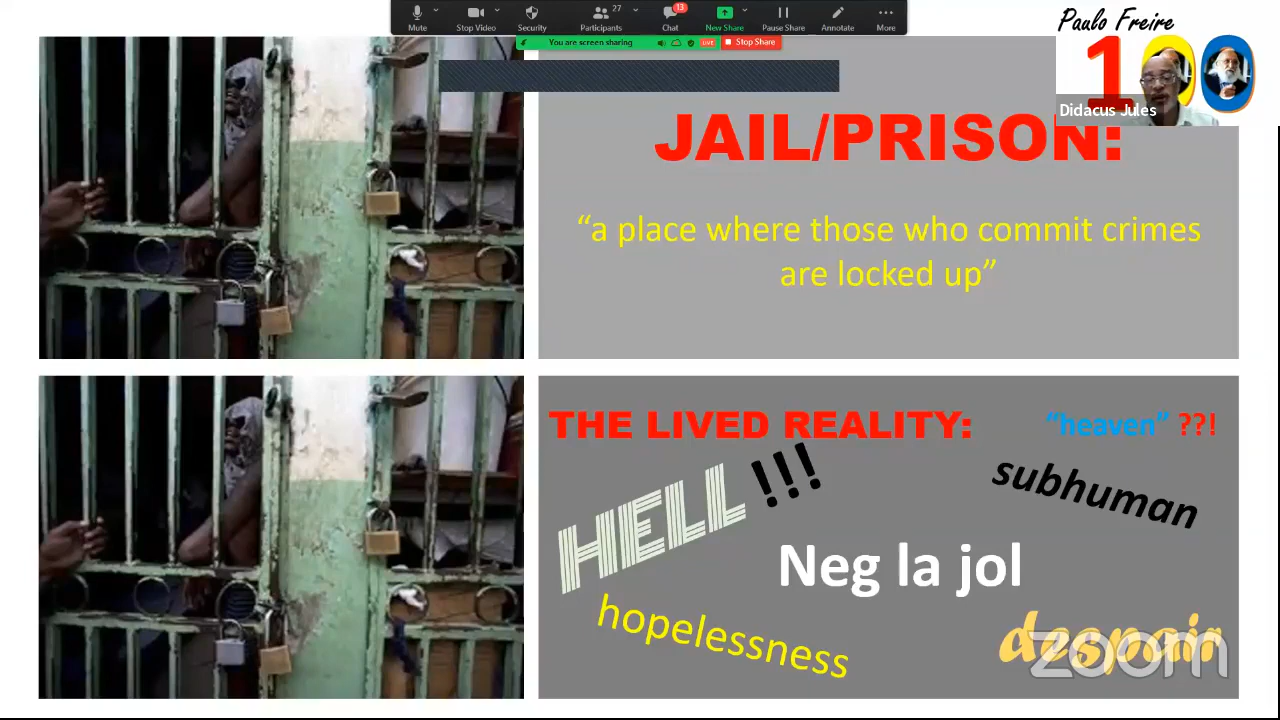 27
13
Mute
Stop Video
Security
Participants
Chat
New Share
Pause Share
Annotate
More
You are screen sharing
LIVE
Stop Share
Paulo Freire
100
Didacus Jules
JAIL/PRISON:
“a place where those who commit crimes
are locked up”
THE LIVED REALITY:
“heaven” ??!
HELL!!!
subhuman
Neg la jol
hopelessness
despair
zoom